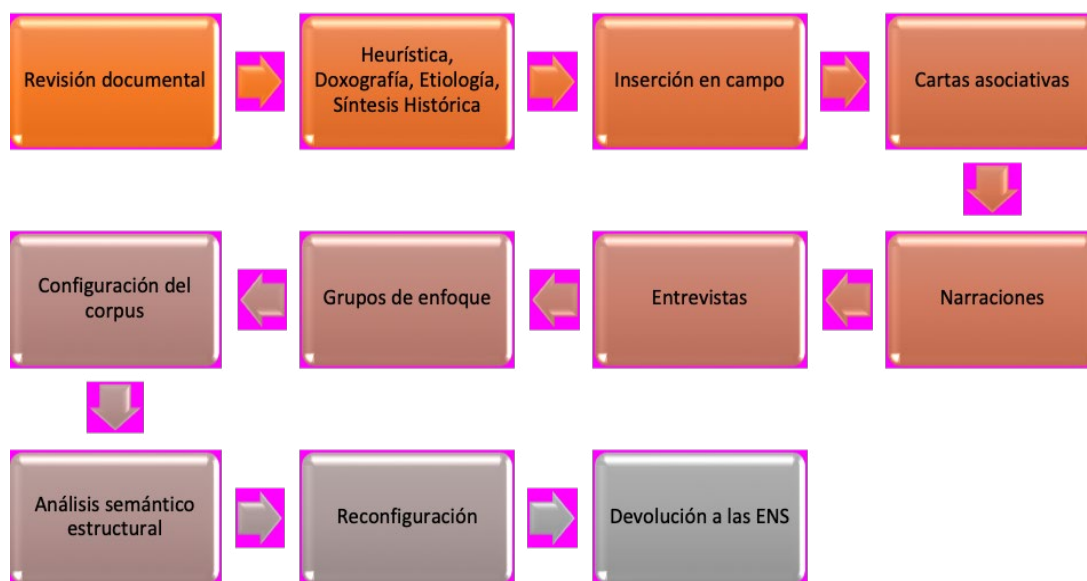 Revisión documental
Heurística,
Doxografía, Etiología,
Síntesis Histórica
Inserción en campo
Cartas asociativas
Narraciones
Entrevistas
Grupos de enfoque
Configuración del
corpus
Análisis semántico
estructural
Reconfiguración
Devolución a las ENS